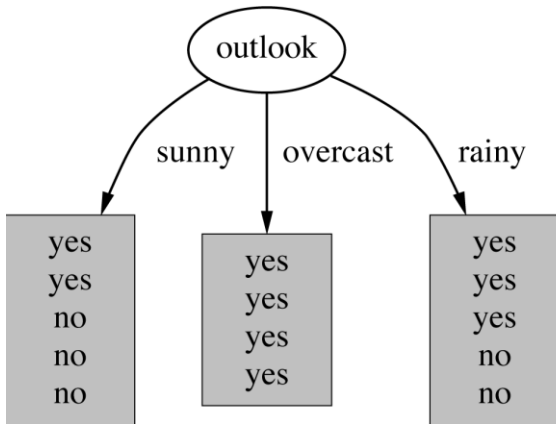 outlook
sunny
overcast
rainy
yes
yes
no
no
no
yes
yes
yes
yes
yes
yes
yes
no
no